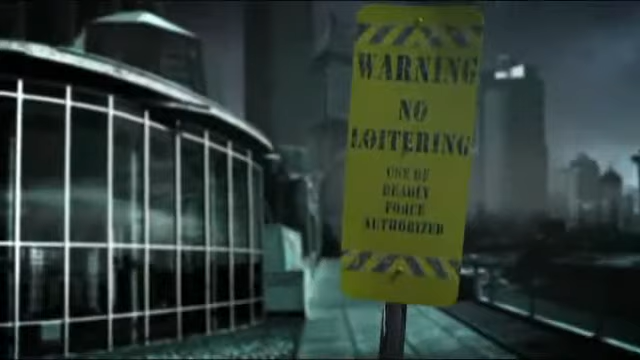 WARNING
NO
LOITERING
USE OF
DEADLY
FORCE
AUTHORIZED